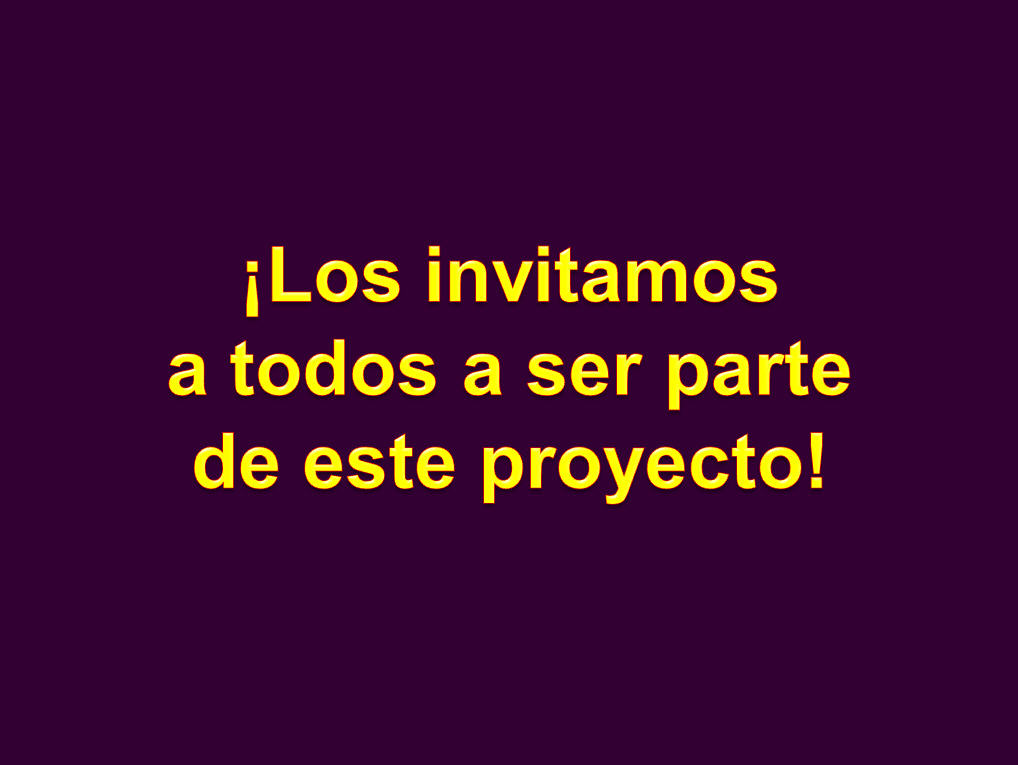 ¡Los invitamos
a todos a ser parte
de este proyecto!